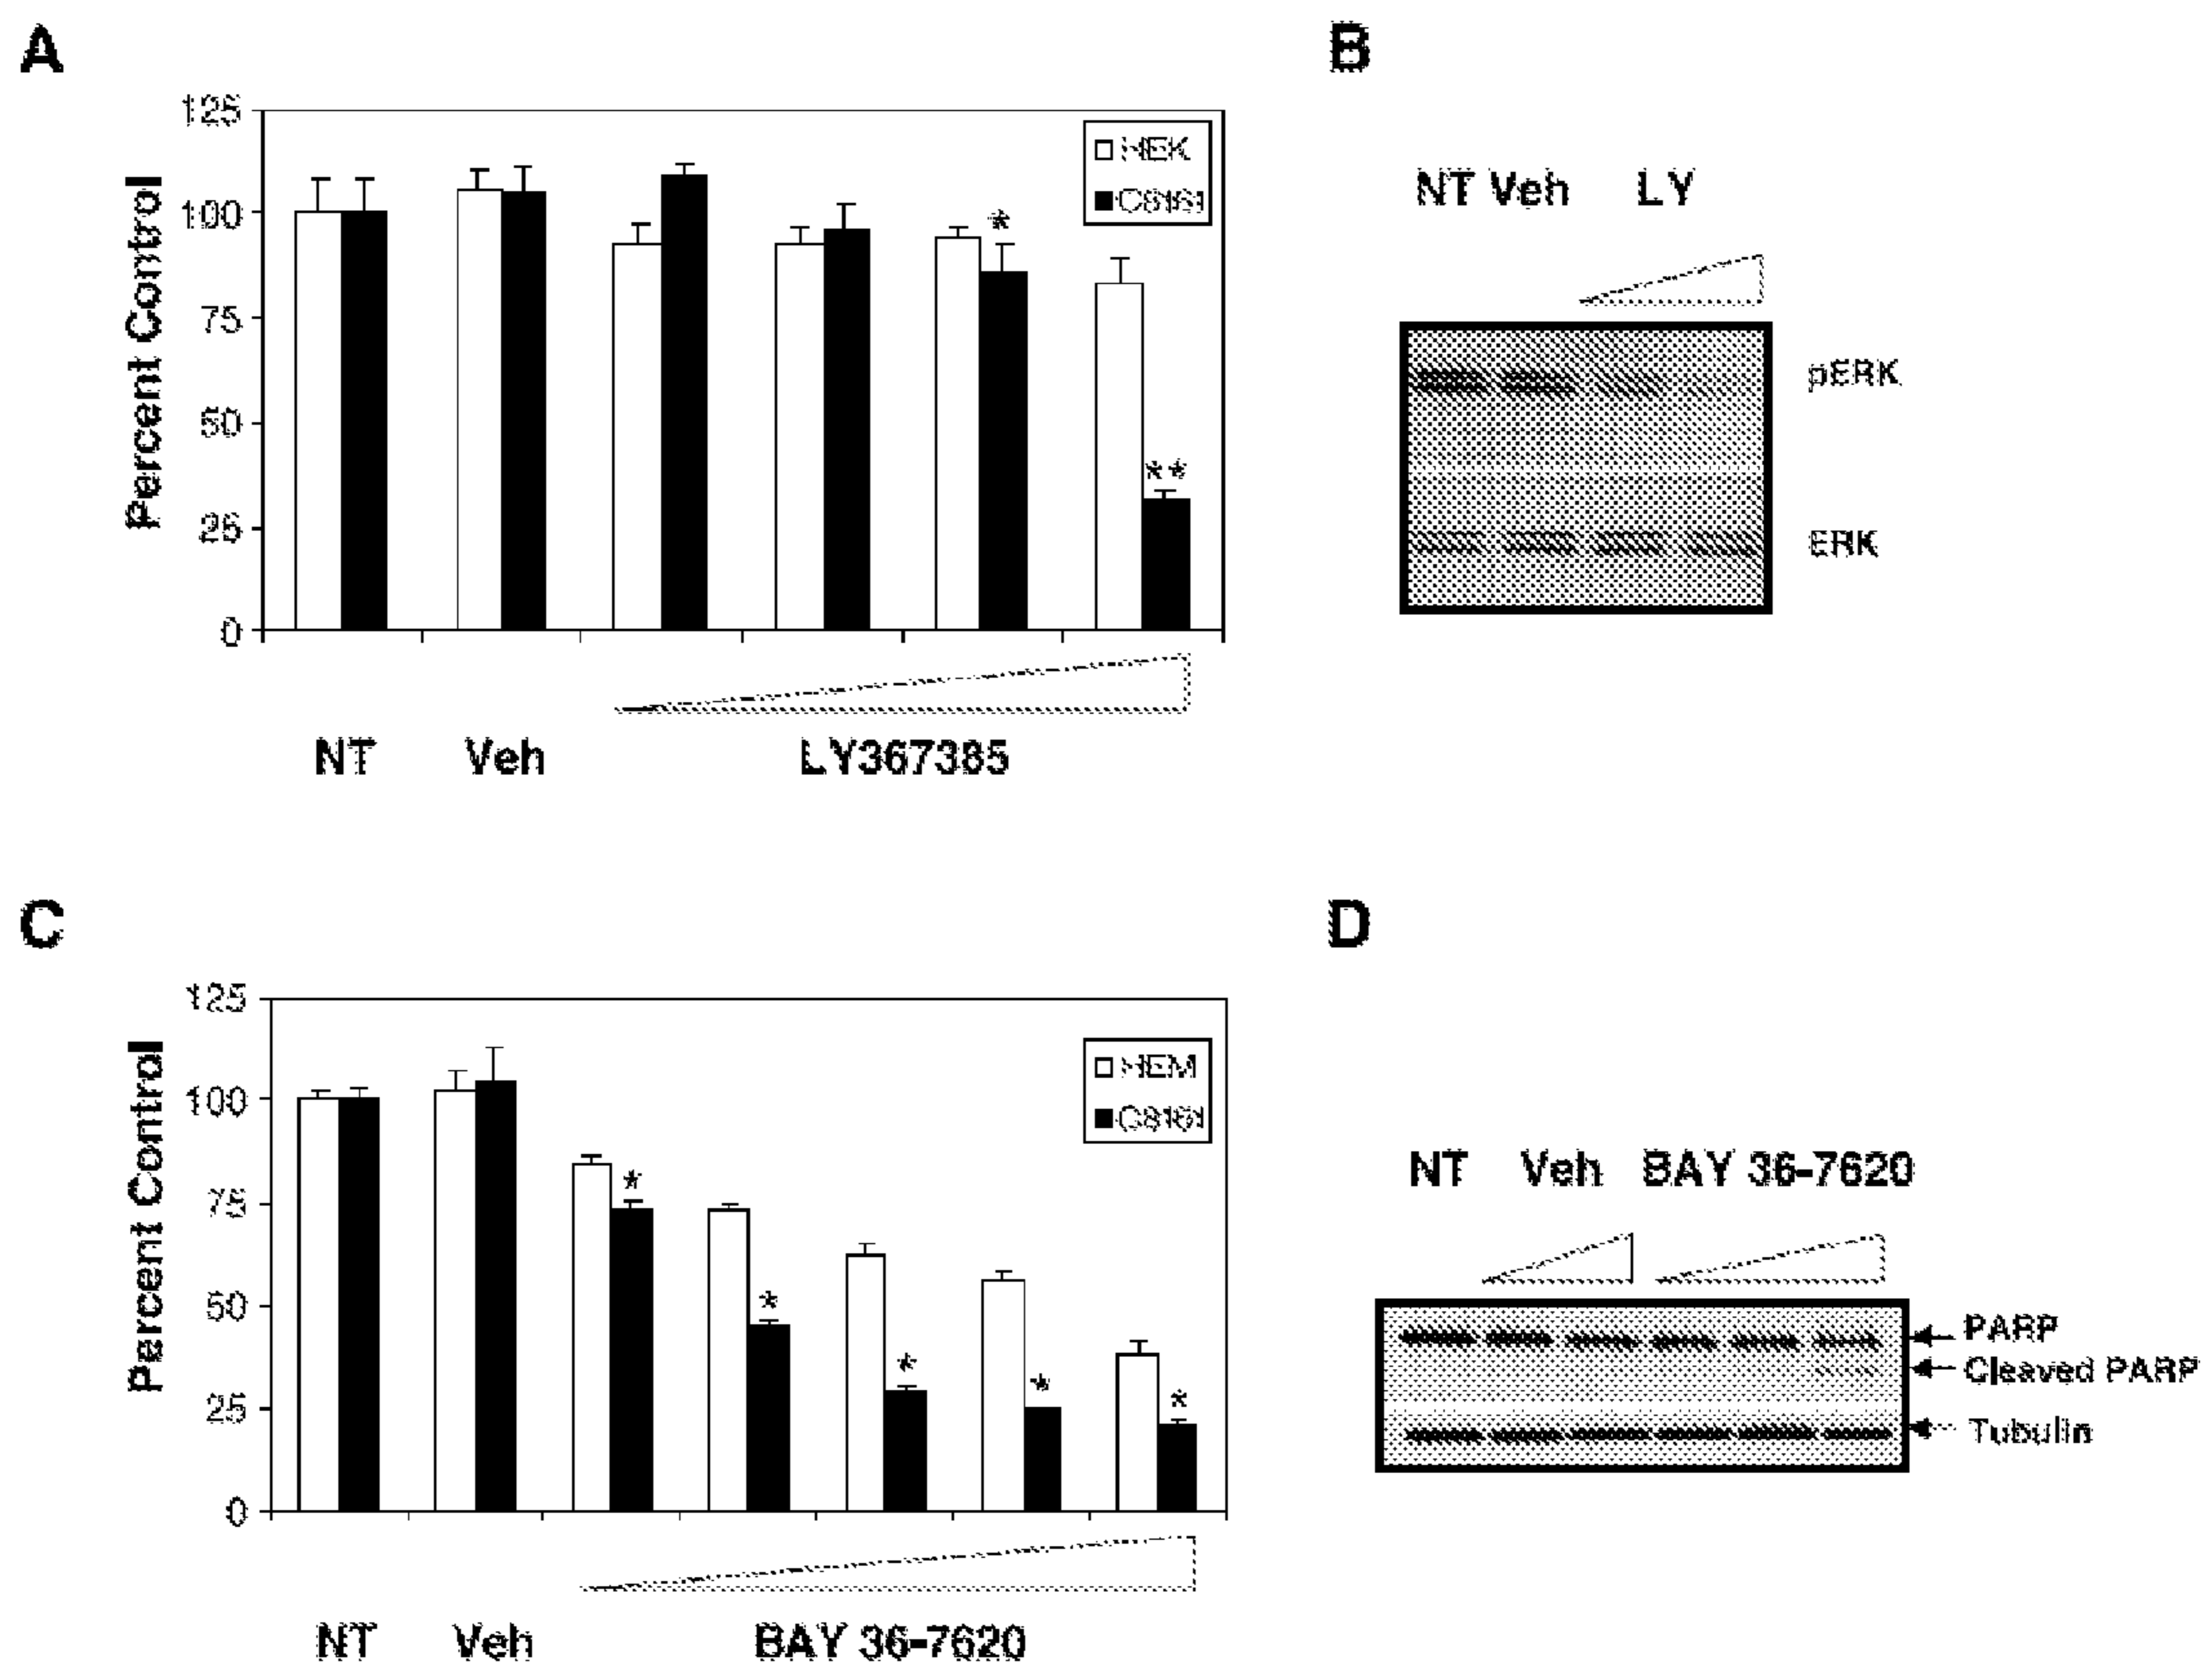 A
Percent Control
125
100
75
50
25
0
HEK
C8161
*
**
NT Veh LY367385
B
NT Veh LY
pERK
ERK
C
Percent Control
125
100
75
50
25
0
HEM
C8161
*
*
*
*
*
NT Veh BAY 36-7620
D
NT Veh BAY 36-7620
PARP
Cleaved PARP
Tubulin